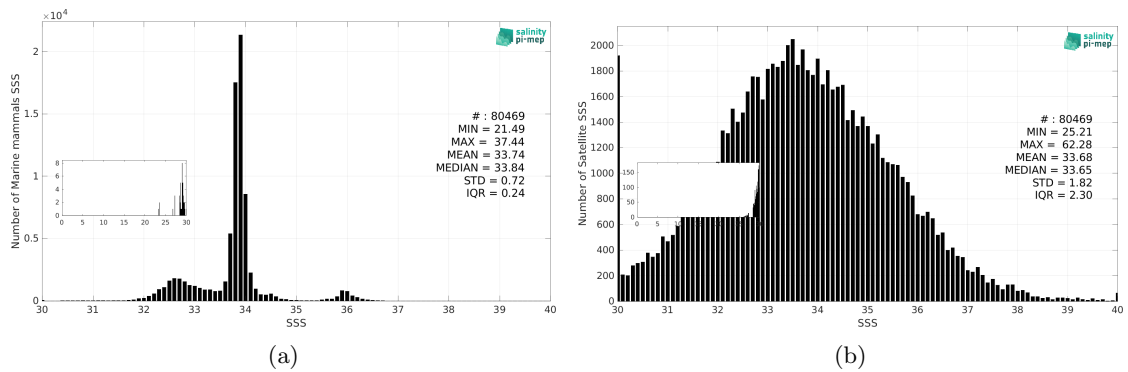 ×10⁴
2
1.5
1
0.5
0
Number of Marine mammals SSS
salinity
pi-mep
# : 80469
MIN = 21.49
MAX = 37.44
MEAN = 33.74
MEDIAN = 33.84
STD = 0.72
IQR = 0.24
8
6
4
2
0
0 5 10 15 20 25 30
30 31 32 33 34 35 36 37 38 39 40
SSS
(a)
2000
1800
1600
1400
1200
1000
800
600
400
200
0
Number of Satellite SSS
salinity
pi-mep
# : 80469
MIN = 25.21
MAX = 62.28
MEAN = 33.68
MEDIAN = 33.65
STD = 1.82
IQR = 2.30
150
100
50
0
0 5 10
30 31 32 33 34 35 36 37 38 39 40
SSS
(b)